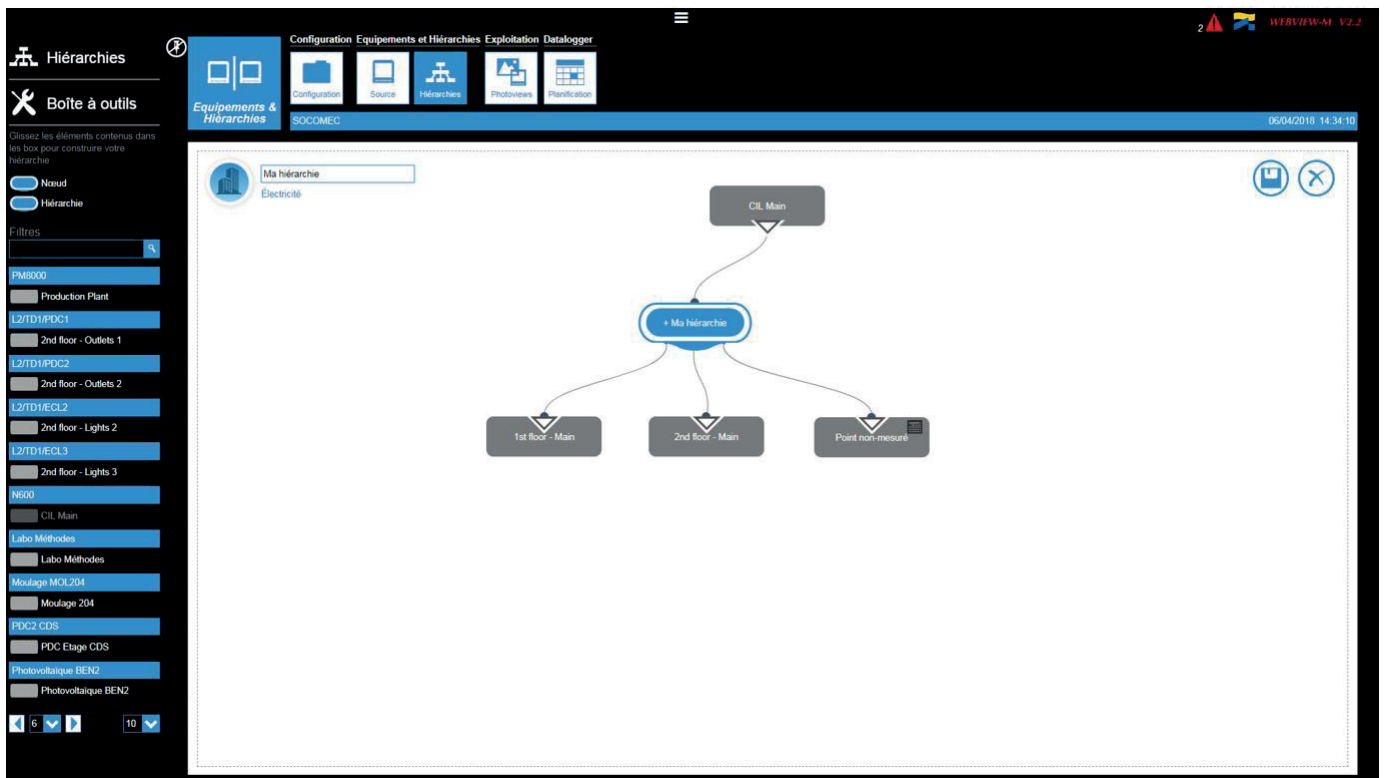 2
WEBVIEW-M V2.2
Hiérarchies
Boîte à outils
Glissez les éléments contenus dans
les box pour construire votre
hiérarchie
Nœud
Hiérarchie
Filtres
PM8000
Production Plant
L2/TD1/PDC1
2nd floor - Outlets 1
L2/TD1/PDC2
2nd floor - Outlets 2
L2/TD1/ECL2
2nd floor - Lights 2
L2/TD1/ECL3
2nd floor - Lights 3
N600
CIL Main
Labo Méthodes
Labo Méthodes
Moulage MOL204
Moulage 204
PDC2 CDS
PDC Etage CDS
Photovoltaïque BEN2
Photovoltaïque BEN2
6
10
Equipements &
Hiérarchies
Configuration Equipements et Hiérarchies Exploitation Datalogger
Configuration Source Hiérarchies Photoviews Planification
SOCOMEC
06/04/2018 14:34:10
Ma hiérarchie
Électricité
CIL Main
+ Ma hiérarchie
1st floor - Main
2nd floor - Main
Point non-mesuré